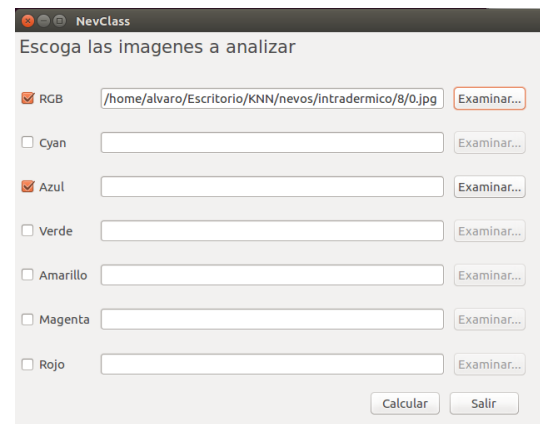 NevClass
Escoga las imagenes a analizar
RGB /home/alvaro/Escritorio/KNN/nevos/intradermico/8/0.jpg Examinar...
Cyan Examinar...
Azul Examinar...
Verde Examinar...
Amarillo Examinar...
Magenta Examinar...
Rojo Examinar...
Calcular Salir